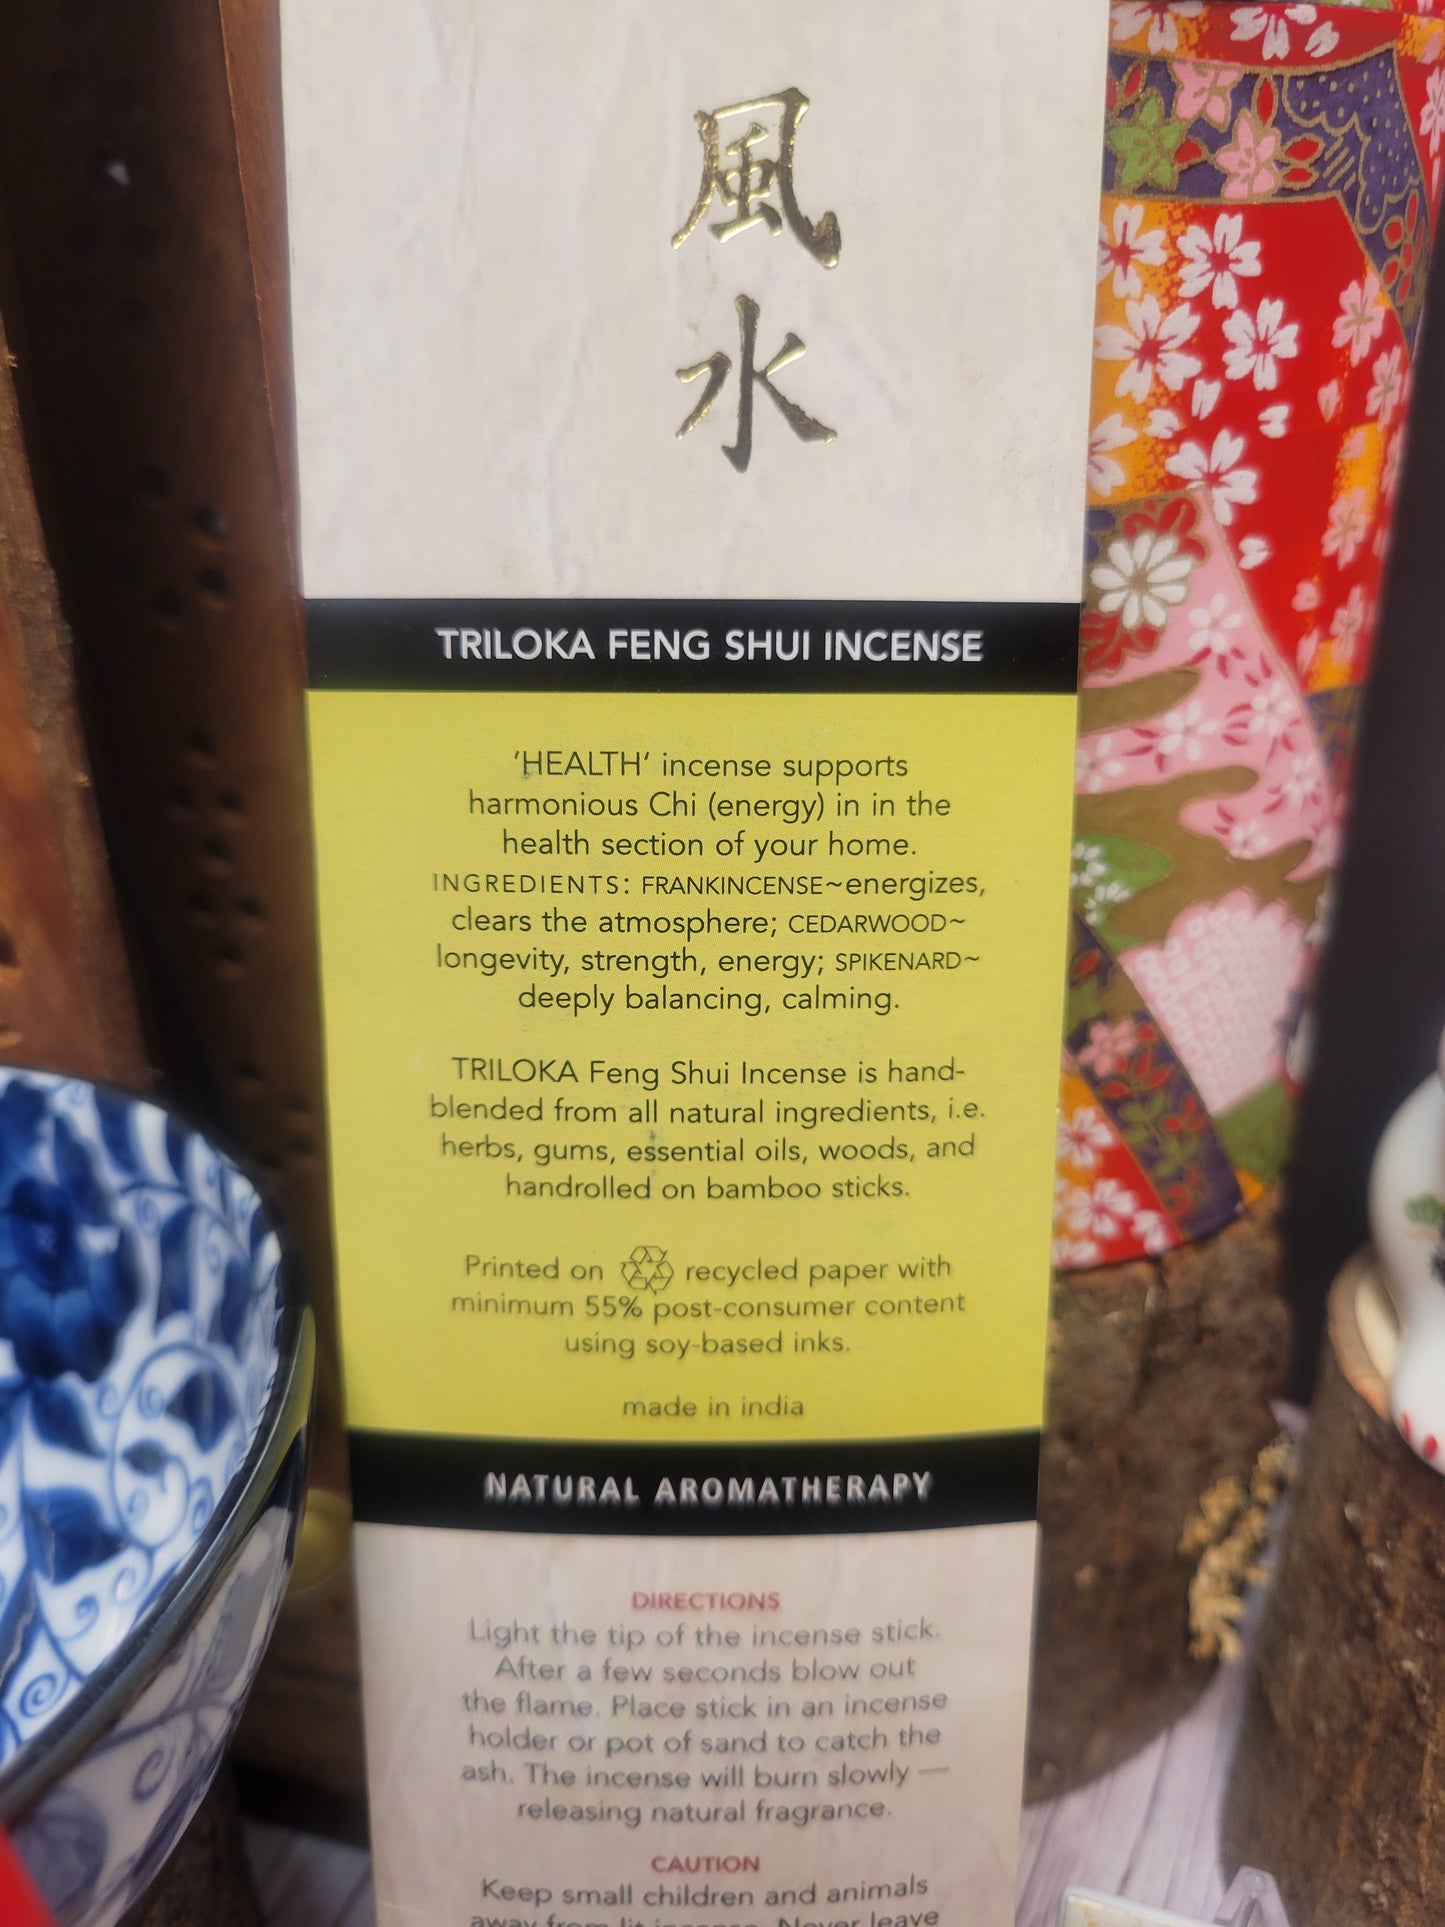 風
水
TRILOKA FENG SHUI INCENSE
'HEALTH' incense supports
harmonious Chi (energy) in in the
health section of your home.
INGREDIENTS: FRANKINCENSE~energizes,
clears the atmosphere; CEDARWOOD~
longevity, strength, energy; SPIKENARD~
deeply balancing, calming.
TRILOKA Feng Shui Incense is hand-
blended from all natural ingredients, i.e.
herbs, gums, essential oils, woods, and
handrolled on bamboo sticks.
Printed on recycled paper with
minimum 55% post-consumer content
using soy-based inks.
made in india
NATURAL AROMATHERAPY
DIRECTIONS
Light the tip of the incense stick.
After a few seconds blow out
the flame. Place stick in an incense
holder or pot of sand to catch the
ash. The incense will burn slowly —
releasing natural fragrance.
CAUTION
Keep small children and animals
away from lit incense. Never leave